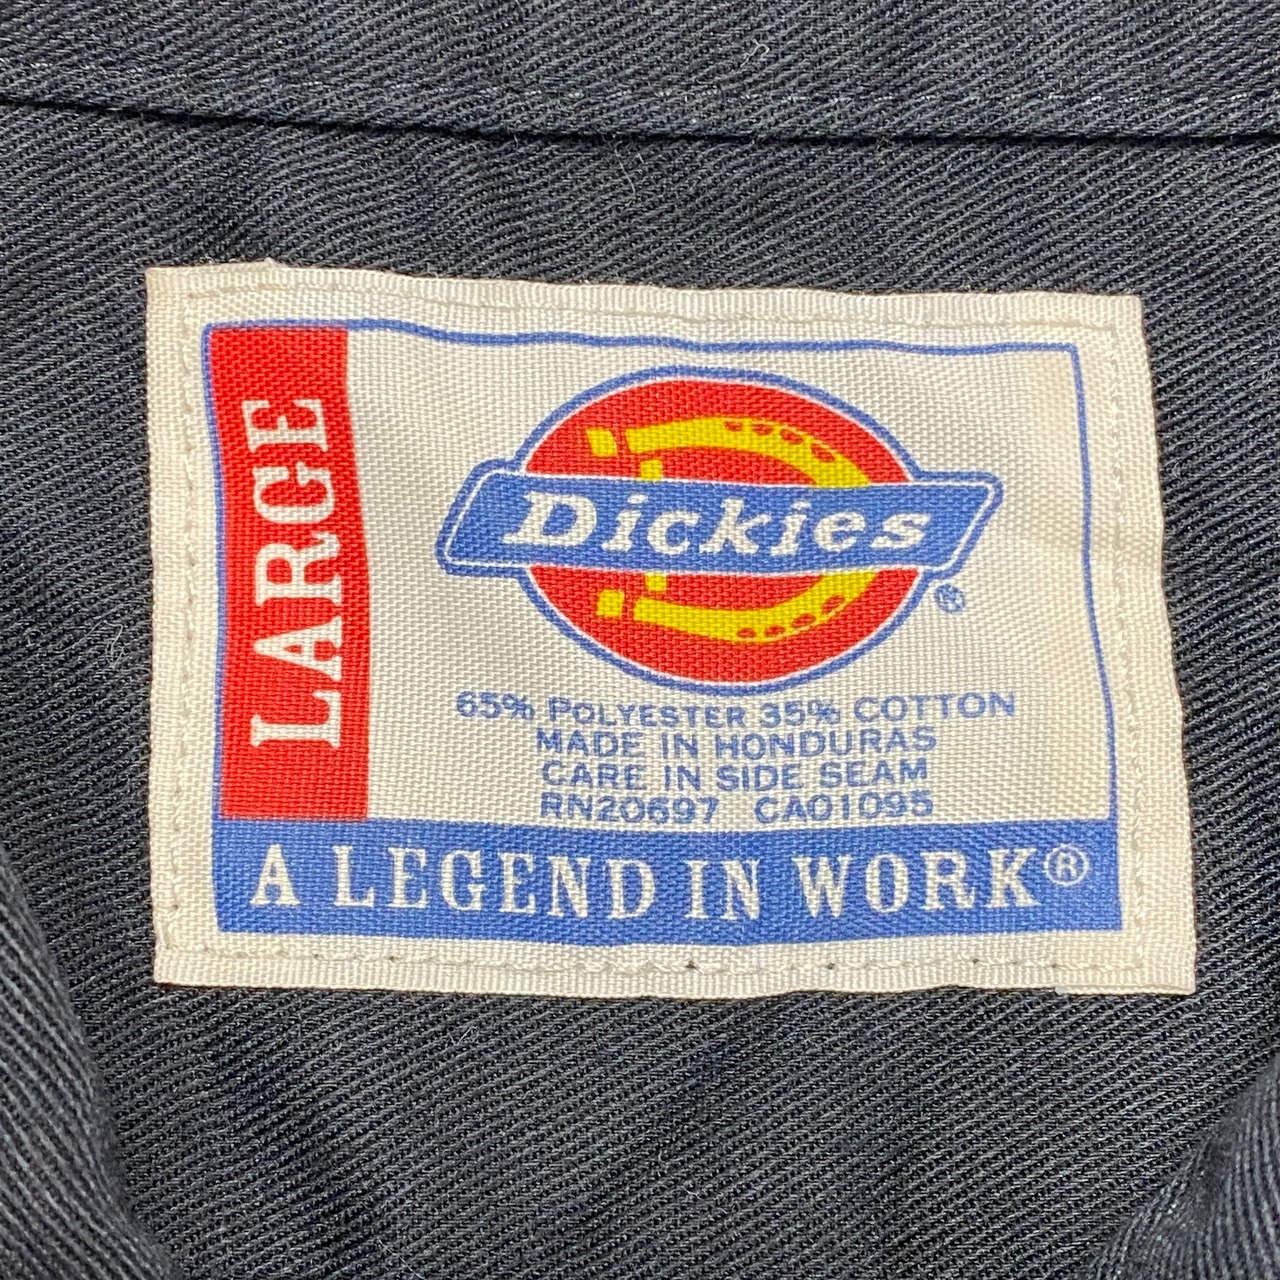 LARGE
Dickies®
65% POLYESTER 35% COTTON
MADE IN HONDURAS
CARE IN SIDE SEAM
RN20697 CA01095
A LEGEND IN WORK®